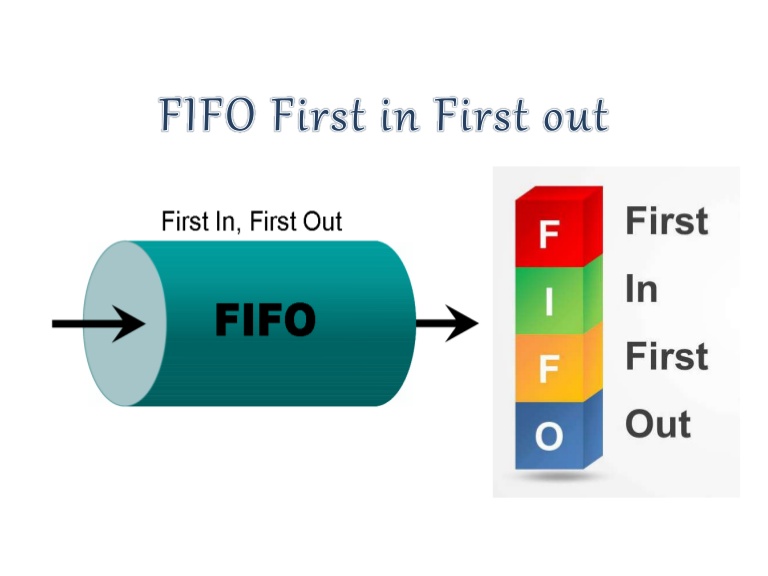 FIFO First in First out
First In, First Out
FIFO
F First
I In
F First
O Out